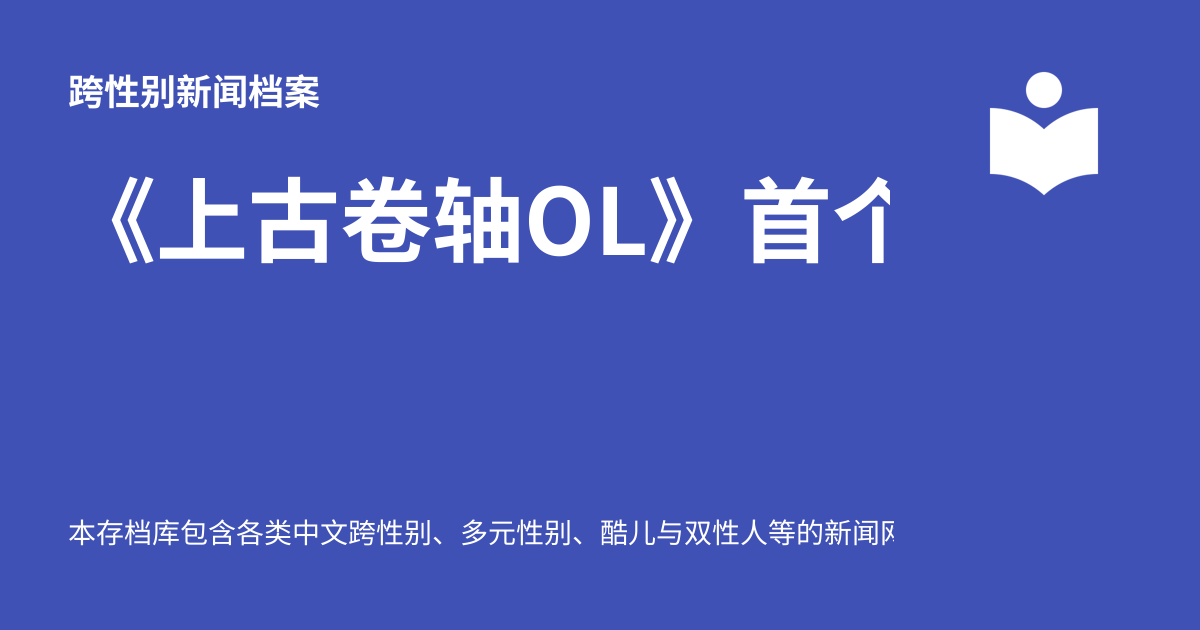 跨性别新闻档案
《上古卷轴OL》首个
本存档库包含各类中文跨性别、多元性别、酷儿与双性人等的新闻网